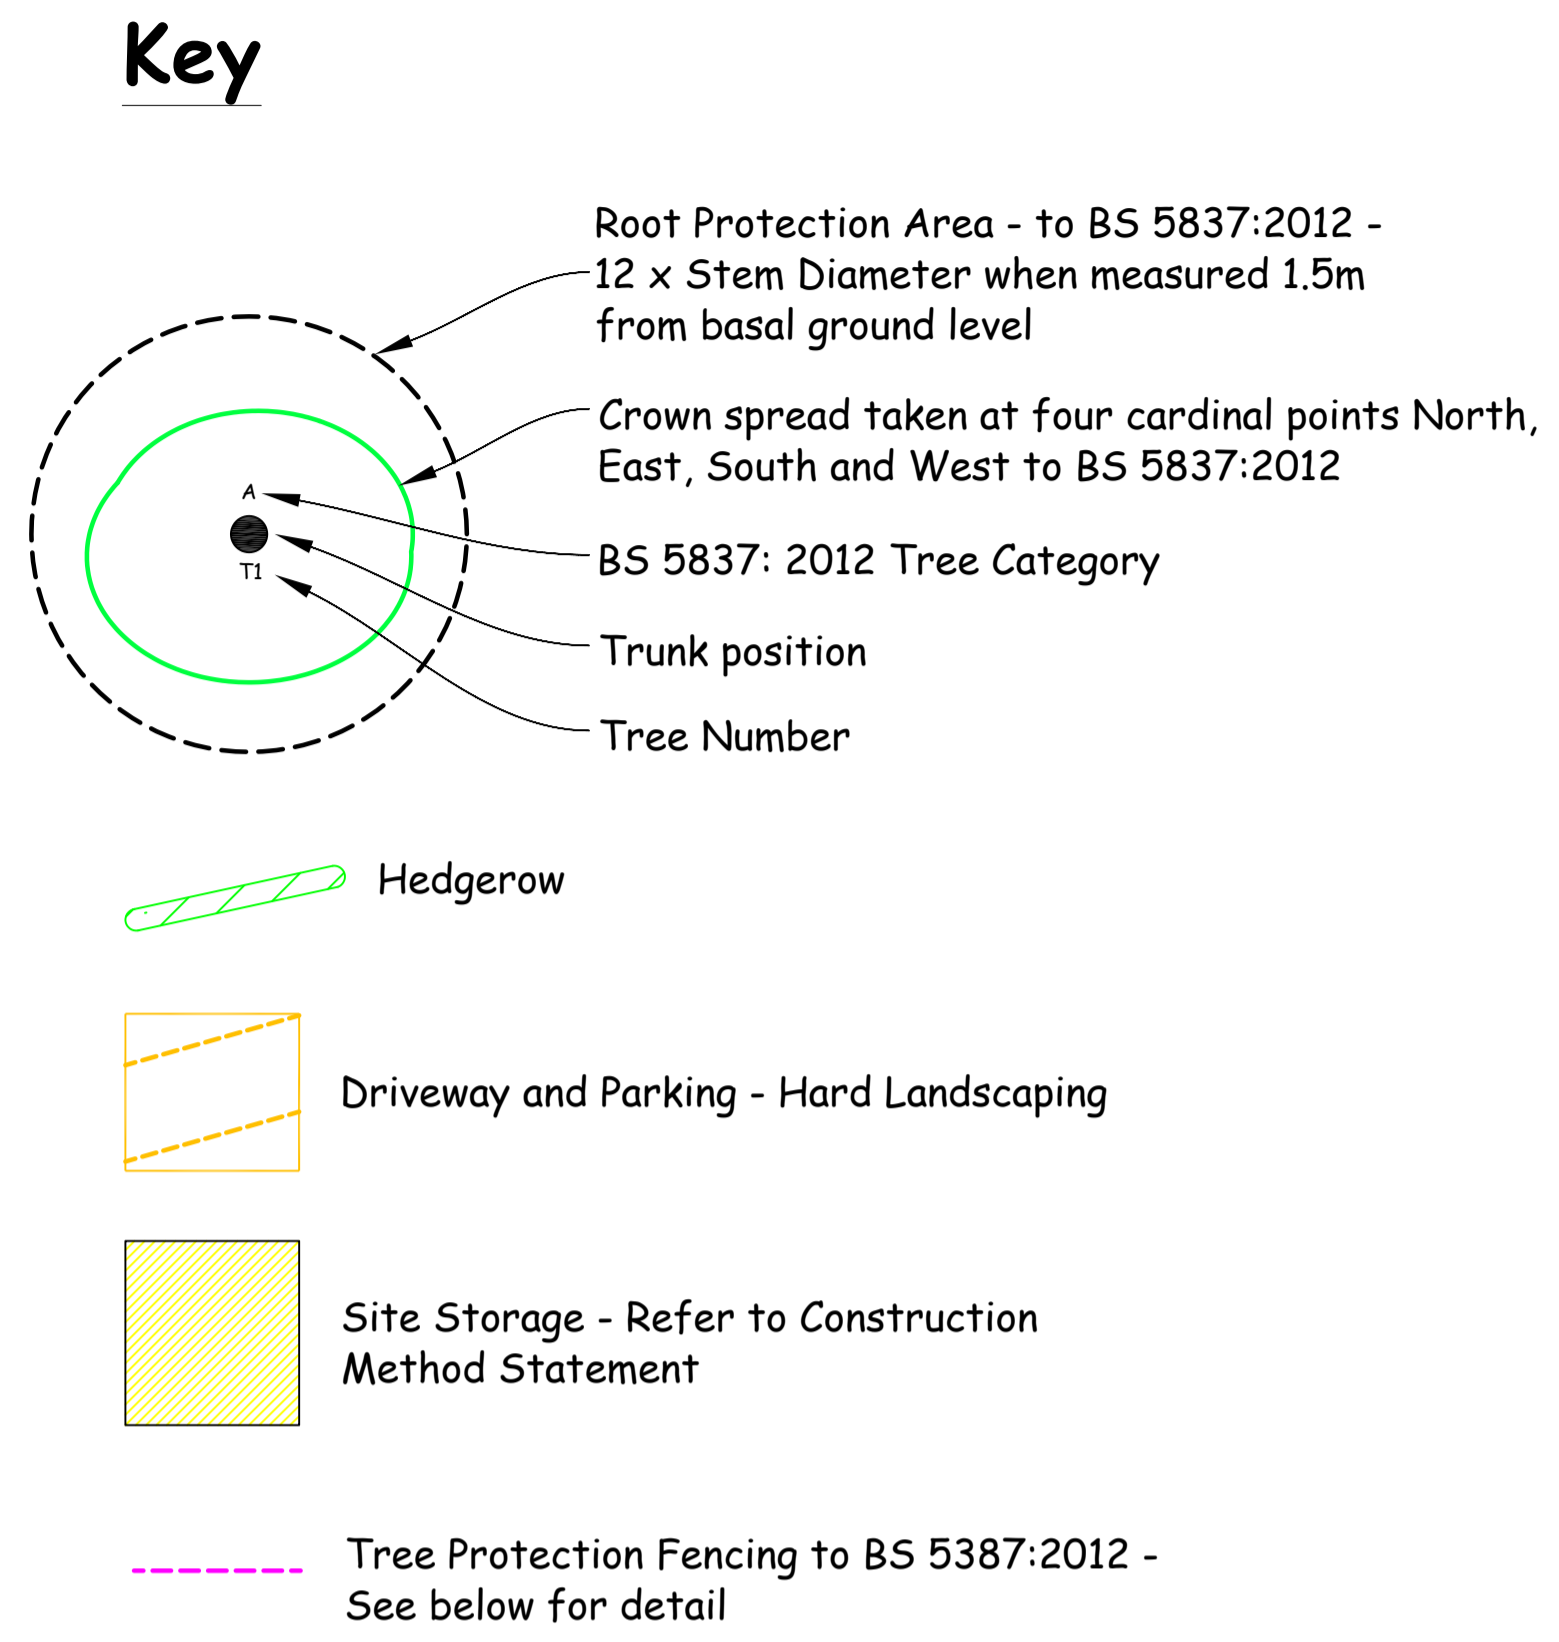 Key
Root Protection Area - to BS 5837:2012 -
12 x Stem Diameter when measured 1.5m
from basal ground level
Crown spread taken at four cardinal points North,
East, South and West to BS 5837:2012
A
BS 5837: 2012 Tree Category
T1
Trunk position
Tree Number
Hedgerow
Driveway and Parking - Hard Landscaping
Site Storage - Refer to Construction
Method Statement
Tree Protection Fencing to BS 5387:2012 -
See below for detail